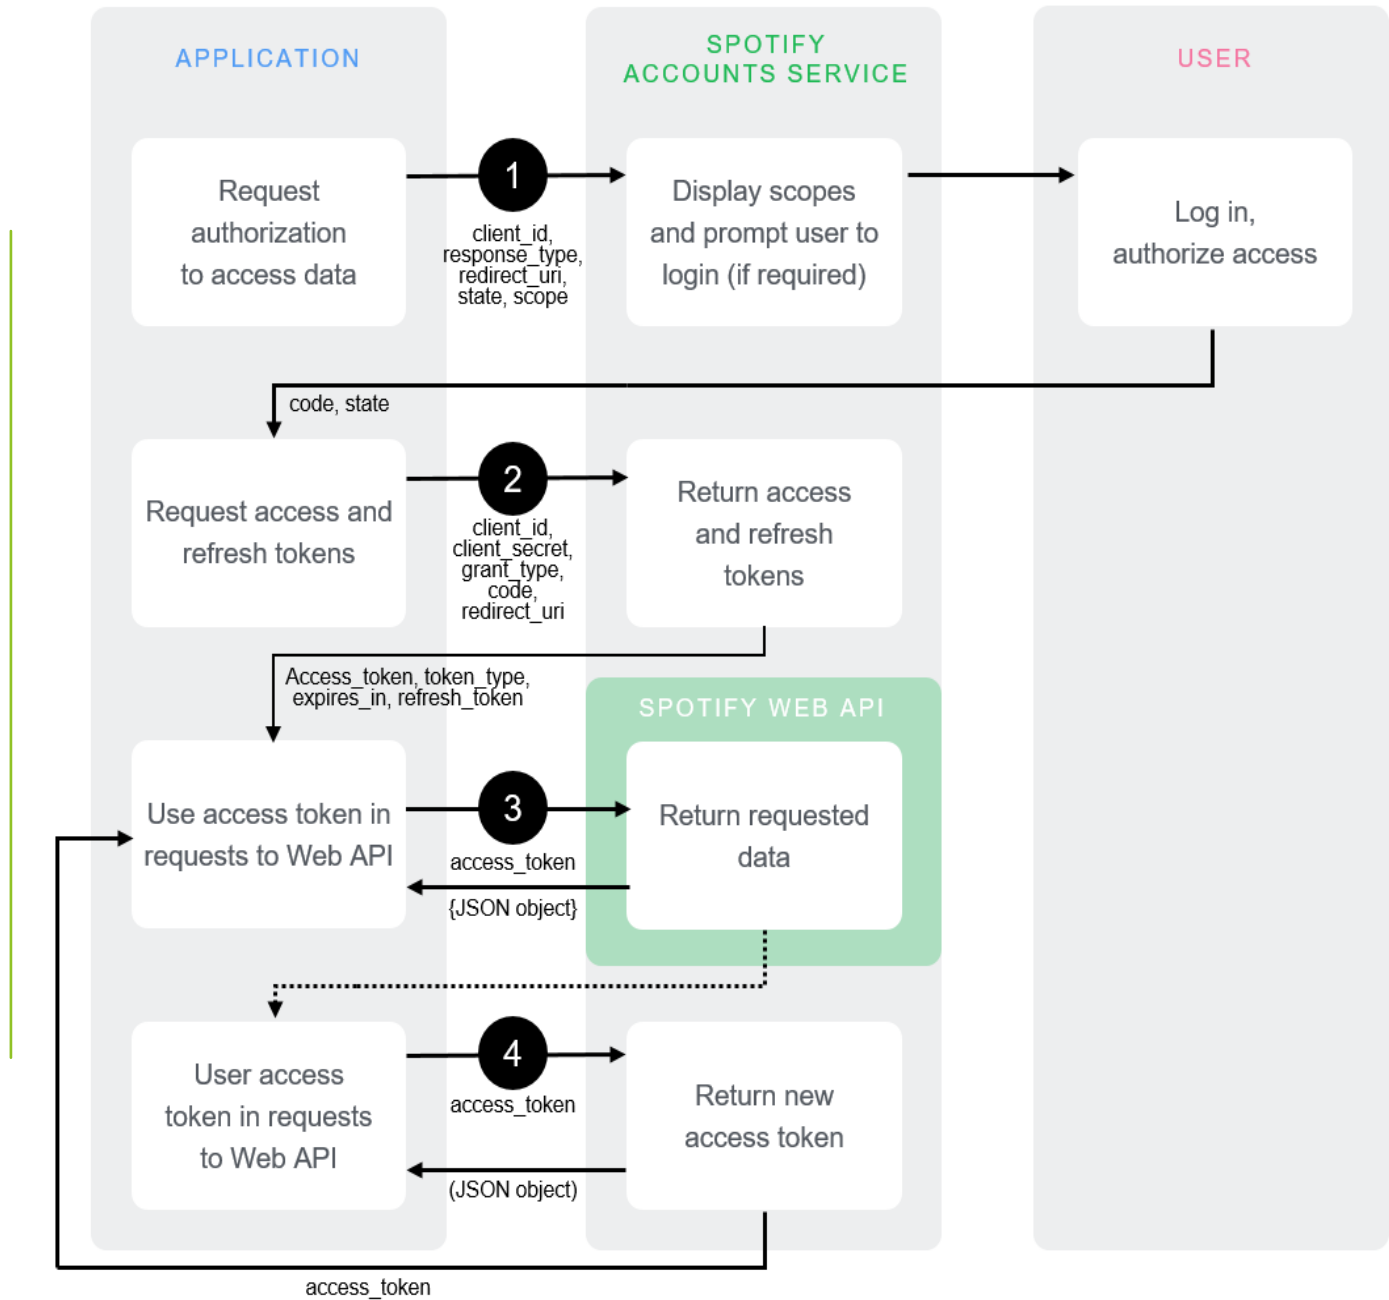 APPLICATION
SPOTIFY
ACCOUNTS SERVICE
USER
Request
authorization
to access data
1
client_id,
response_type,
redirect_uri,
state, scope
Display scopes
and prompt user to
login (if required)
Log in,
authorize access
code, state
Request access and
refresh tokens
2
client_id,
client_secret,
grant_type,
code,
redirect_uri
Return access
and refresh
tokens
Access_token, token_type,
expires_in, refresh_token
SPOTIFY WEB API
Use access token in
requests to Web API
3
access_token
{JSON object}
Return requested
data
User access
token in requests
to Web API
4
access_token
(JSON object)
Return new
access token
access_token